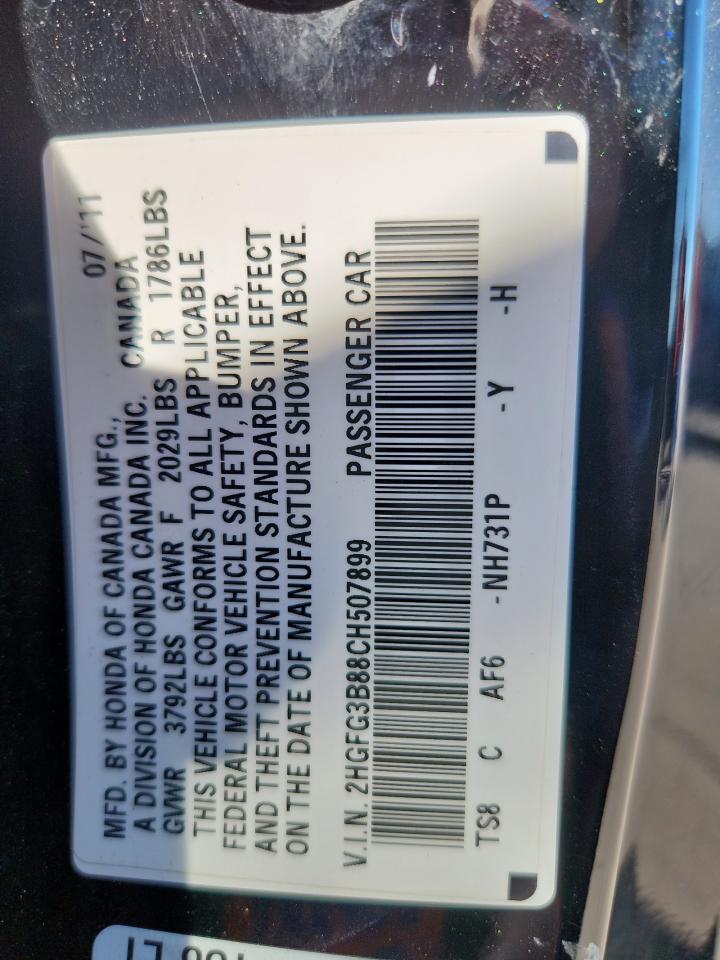 MFD. BY HONDA OF CANADA MFG., 07/'11
A DIVISION OF HONDA CANADA INC. CANADA
GVWR 3792LBS GAWR F 2029LBS R 1786LBS
THIS VEHICLE CONFORMS TO ALL APPLICABLE
FEDERAL MOTOR VEHICLE SAFETY, BUMPER,
AND THEFT PREVENTION STANDARDS IN EFFECT
ON THE DATE OF MANUFACTURE SHOWN ABOVE.
V.I.N. 2HGFG3B88CH507899 PASSENGER CAR
TS8 C AF6 -NH731P -Y -H